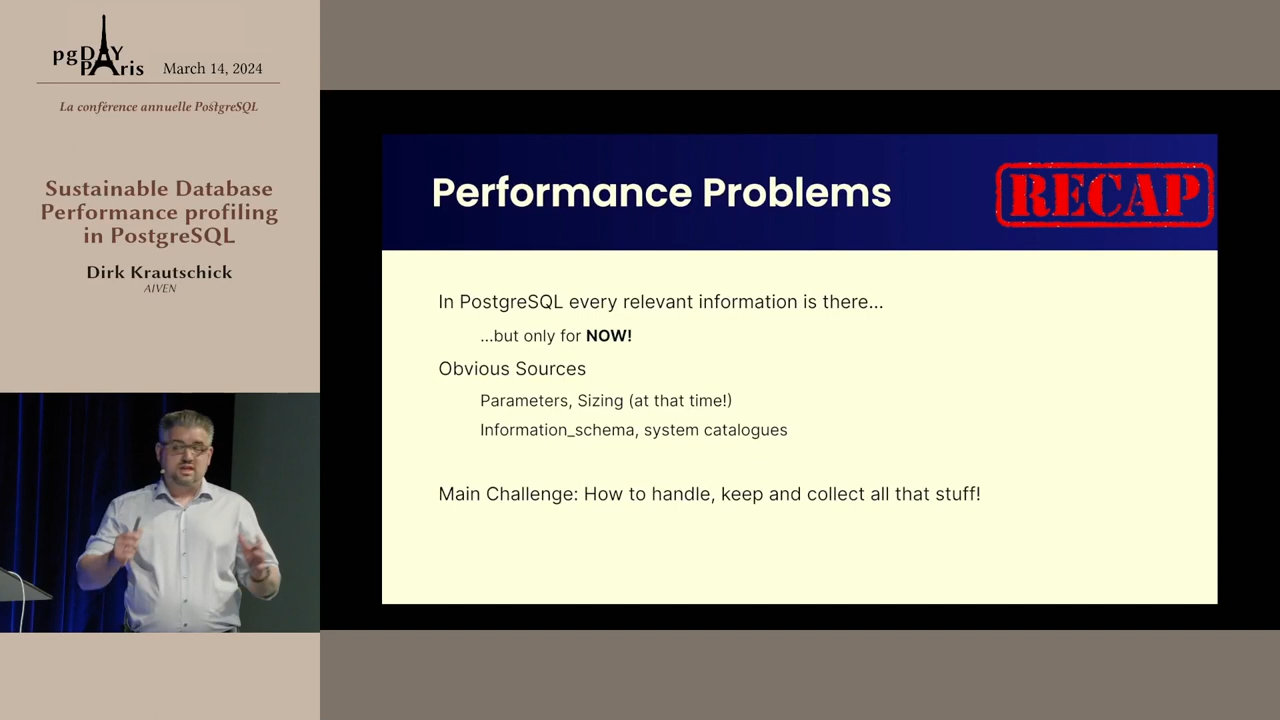 pgDAY
PAris
March 14, 2024
La conférence annuelle PostgreSQL
Sustainable Database
Performance profiling
in PostgreSQL
Dirk Krautschick
AIVEN
Performance Problems
RECAP
In PostgreSQL every relevant information is there...
...but only for NOW!
Obvious Sources
Parameters, Sizing (at that time!)
Information_schema, system catalogues
Main Challenge: How to handle, keep and collect all that stuff!